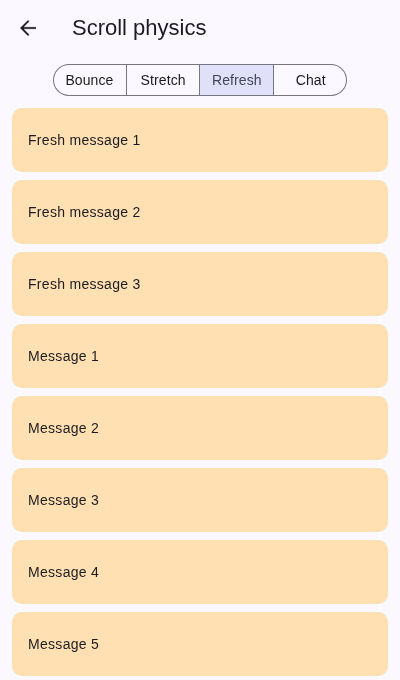 Scroll physics
Bounce Stretch Refresh Chat
Fresh message 1
Fresh message 2
Fresh message 3
Message 1
Message 2
Message 3
Message 4
Message 5